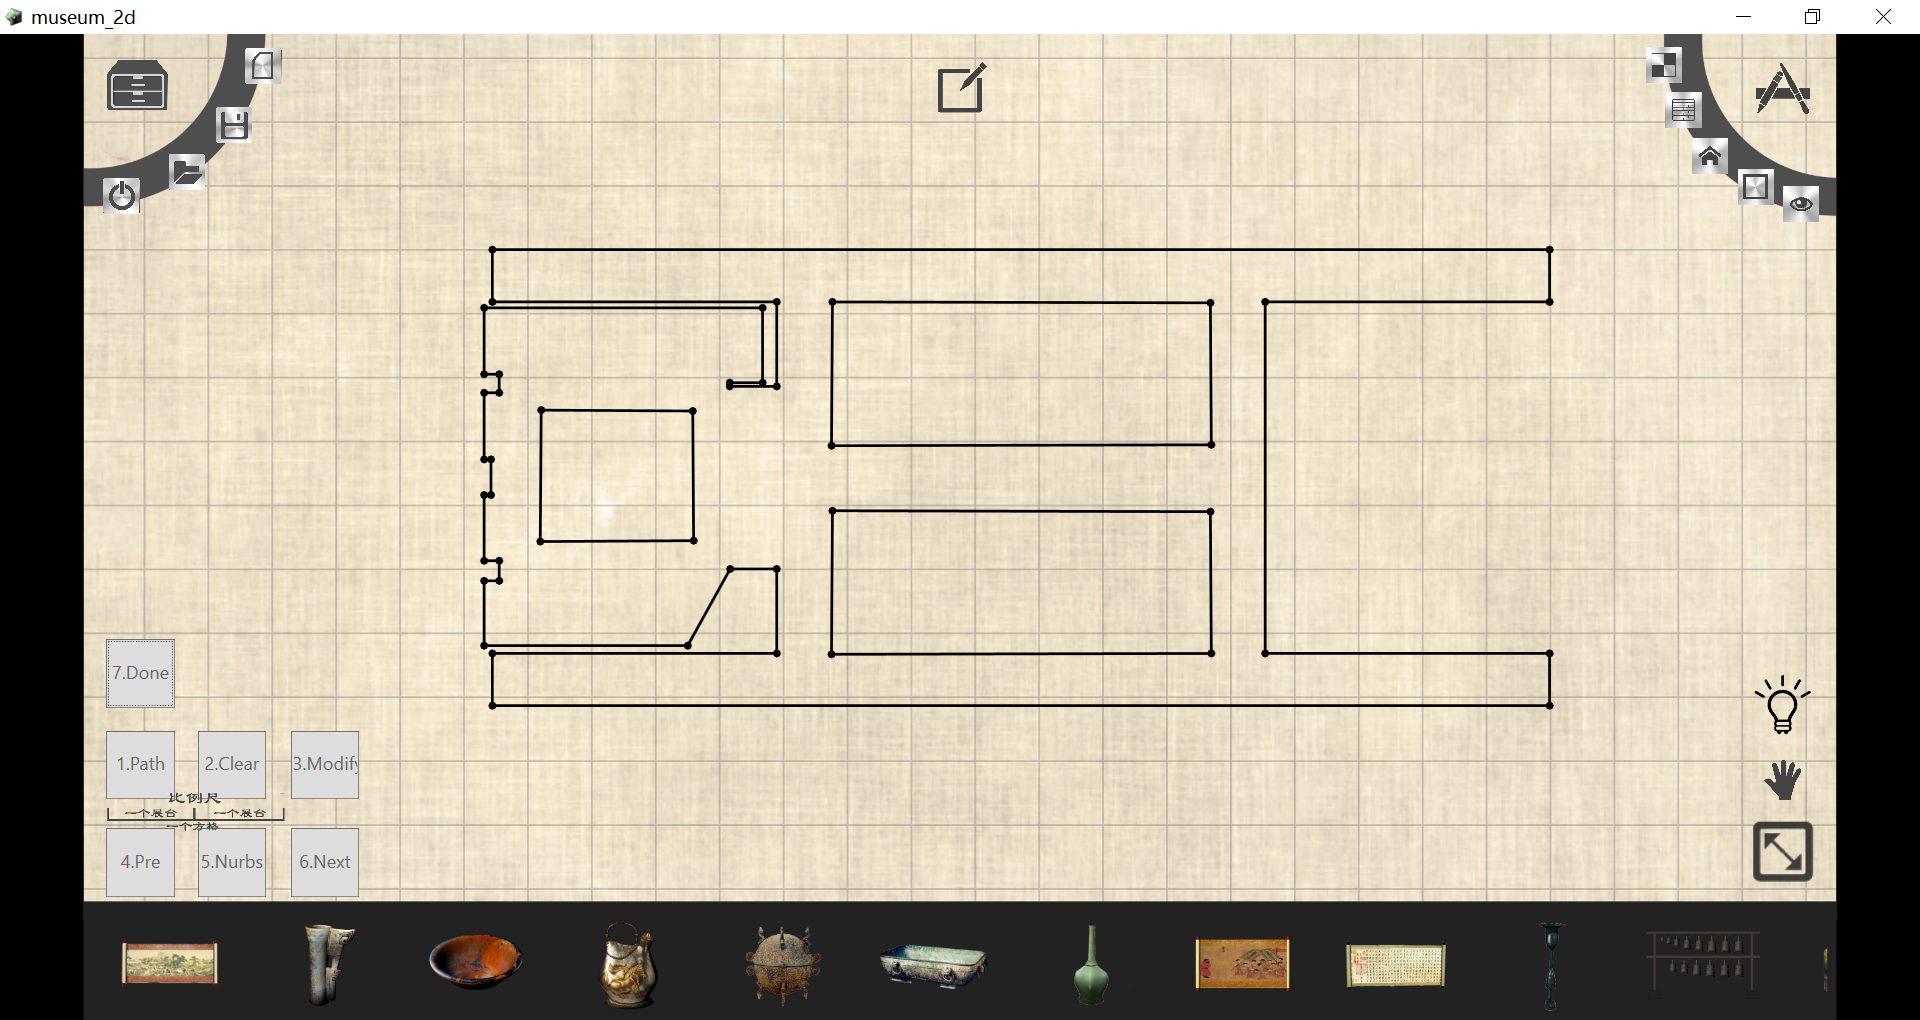 museum_2d
7.Done
1.Path
2.Clear
3.Modify
比例尺
一个展台
一个展台
一个方格
4.Pre
5.Nurbs
6.Next